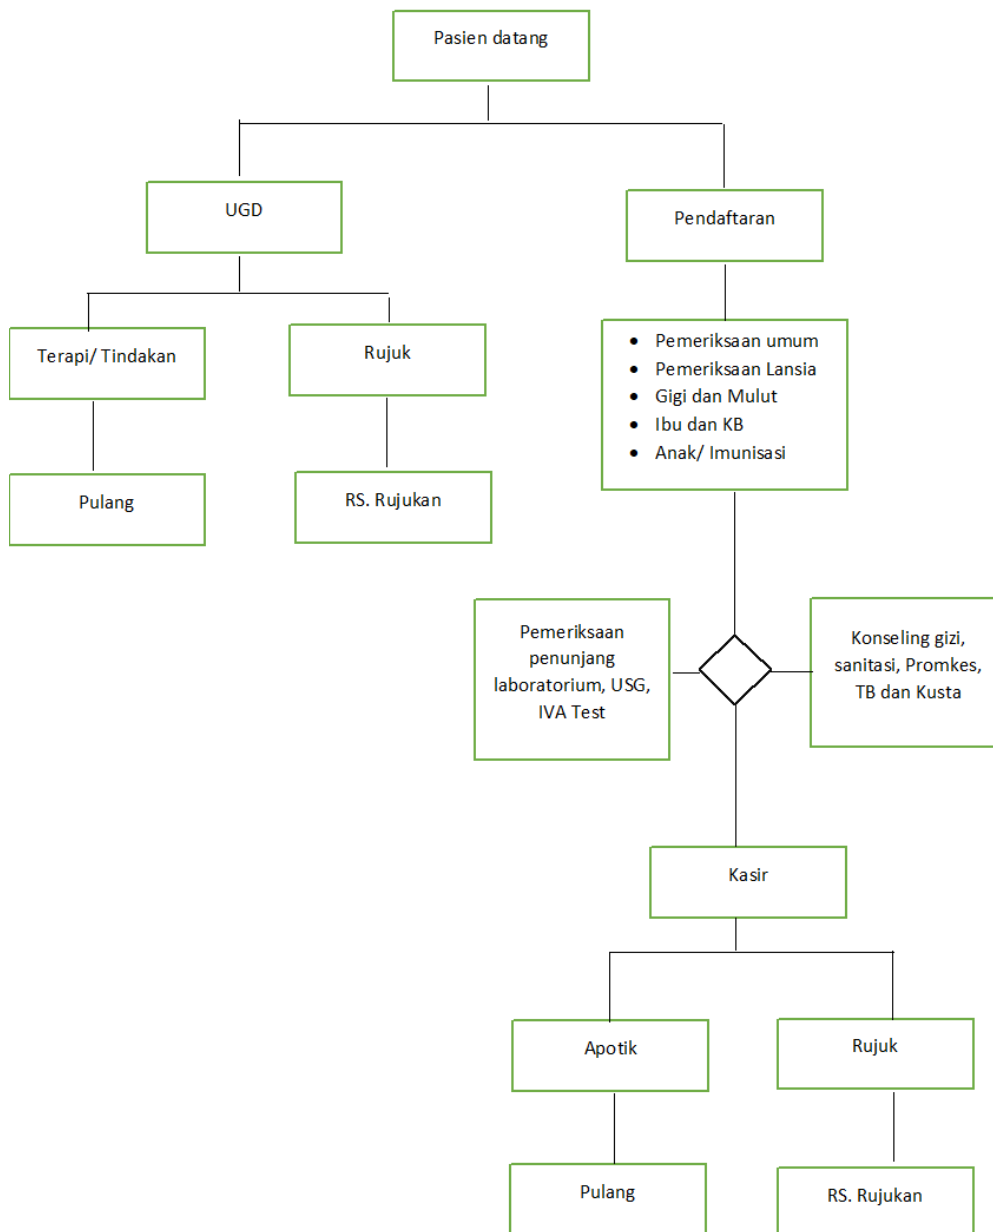 Pasien datang
UGD
Pendaftaran
Terapi/ Tindakan
Rujuk
• Pemeriksaan umum
• Pemeriksaan Lansia
• Gigi dan Mulut
• Ibu dan KB
• Anak/ Imunisasi
Pulang
RS. Rujukan
Pemeriksaan
penunjang
laboratorium, USG,
IVA Test
Konseling gizi,
sanitasi, Promkes,
TB dan Kusta
Kasir
Apotik
Rujuk
Pulang
RS. Rujukan